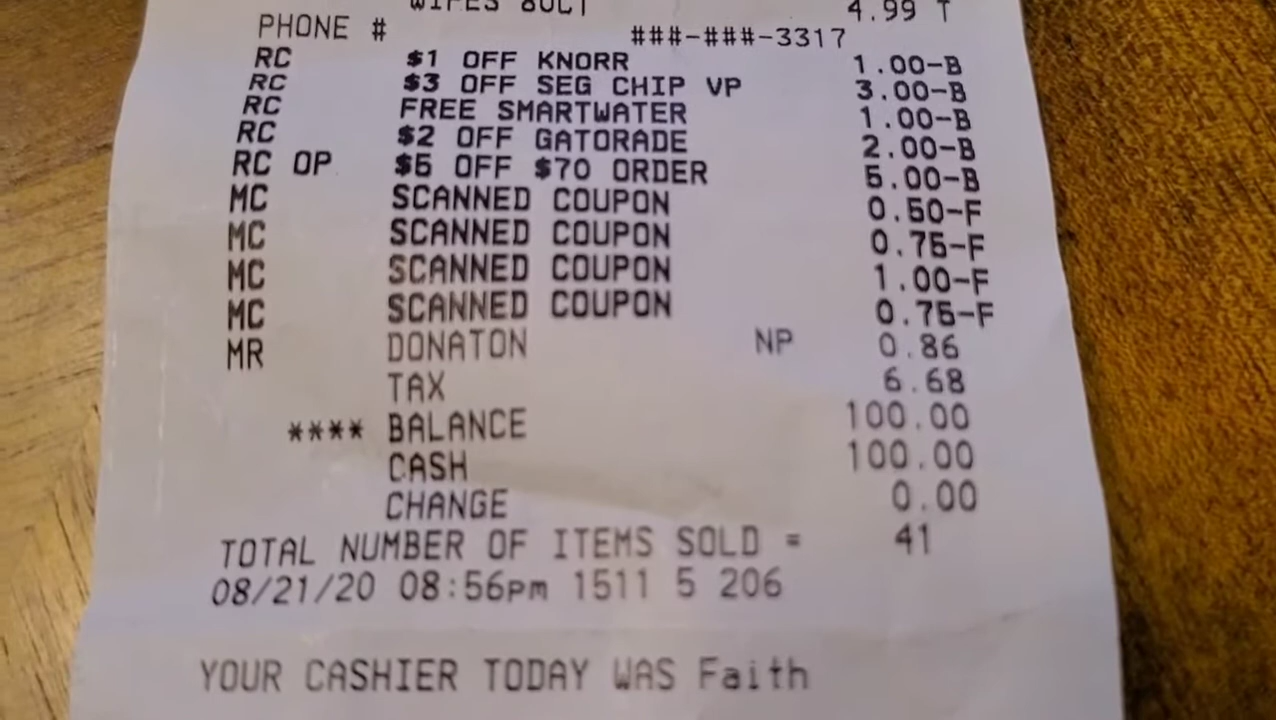 WIPES 80CT 4.99 T
PHONE # ###-###-3317
RC $1 OFF KNORR 1.00-B
RC $3 OFF SEG CHIP VP 3.00-B
RC FREE SMARTWATER 1.00-B
RC $2 OFF GATORADE 2.00-B
RC OP $5 OFF $70 ORDER 5.00-B
MC SCANNED COUPON 0.50-F
MC SCANNED COUPON 0.75-F
MC SCANNED COUPON 1.00-F
MC SCANNED COUPON 0.75-F
MR DONATON NP 0.86
TAX 6.68
**** BALANCE 100.00
CASH 100.00
CHANGE 0.00
TOTAL NUMBER OF ITEMS SOLD = 41
08/21/20 08:56pm 1511 5 206
YOUR CASHIER TODAY WAS Faith